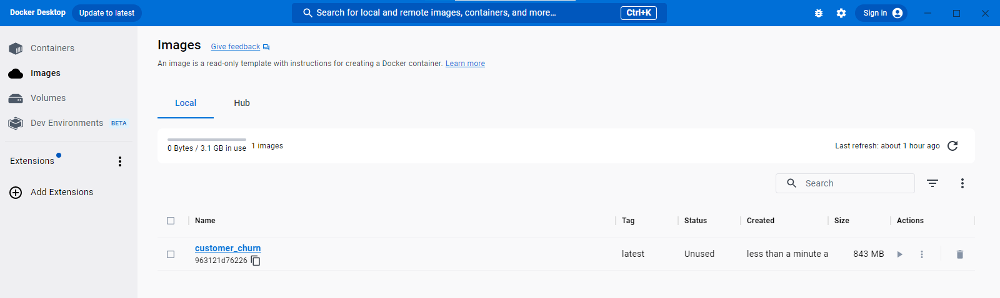 Docker Desktop Update to latest Search for local and remote images, containers, and more... Ctrl+K Sign in
Containers
Images
Volumes
Dev Environments BETA
Extensions
Add Extensions
Images Give feedback
An image is a read-only template with instructions for creating a Docker container. Learn more
Local Hub
0 Bytes / 3.1 GB in use 1 images Last refresh: about 1 hour ago
Search
Name Tag Status Created Size Actions
customer_churn latest Unused less than a minute a 843 MB
963121d76226